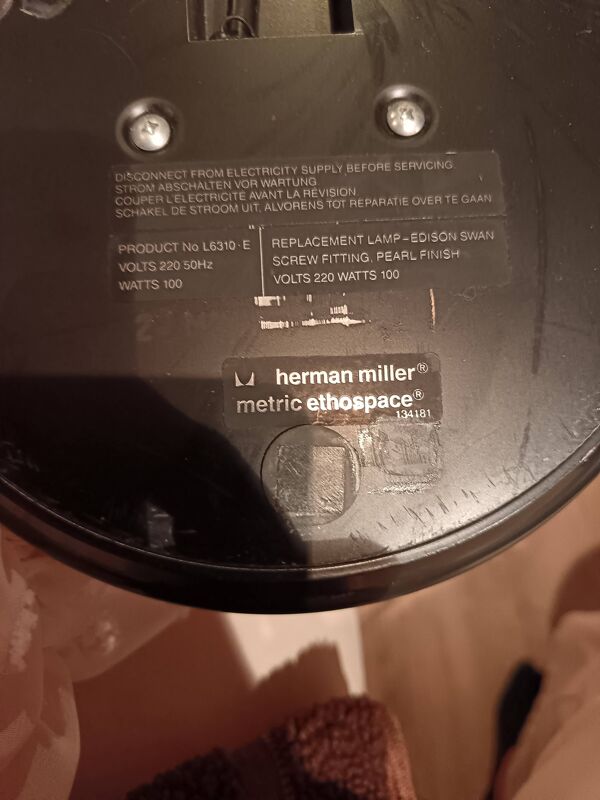 DISCONNECT FROM ELECTRICITY SUPPLY BEFORE SERVICING.
STROM ABSCHALTEN VOR WARTUNG
COUPER L'ELECTRICITE AVANT LA REVISION
SCHAKEL DE STROOM UIT, ALVORENS TOT REPARATIE OVER TE GAAN
PRODUCT No L6310·E
VOLTS 220 50Hz
WATTS 100
REPLACEMENT LAMP–EDISON SWAN
SCREW FITTING, PEARL FINISH
VOLTS 220 WATTS 100
herman miller®
metric ethospace®
134181